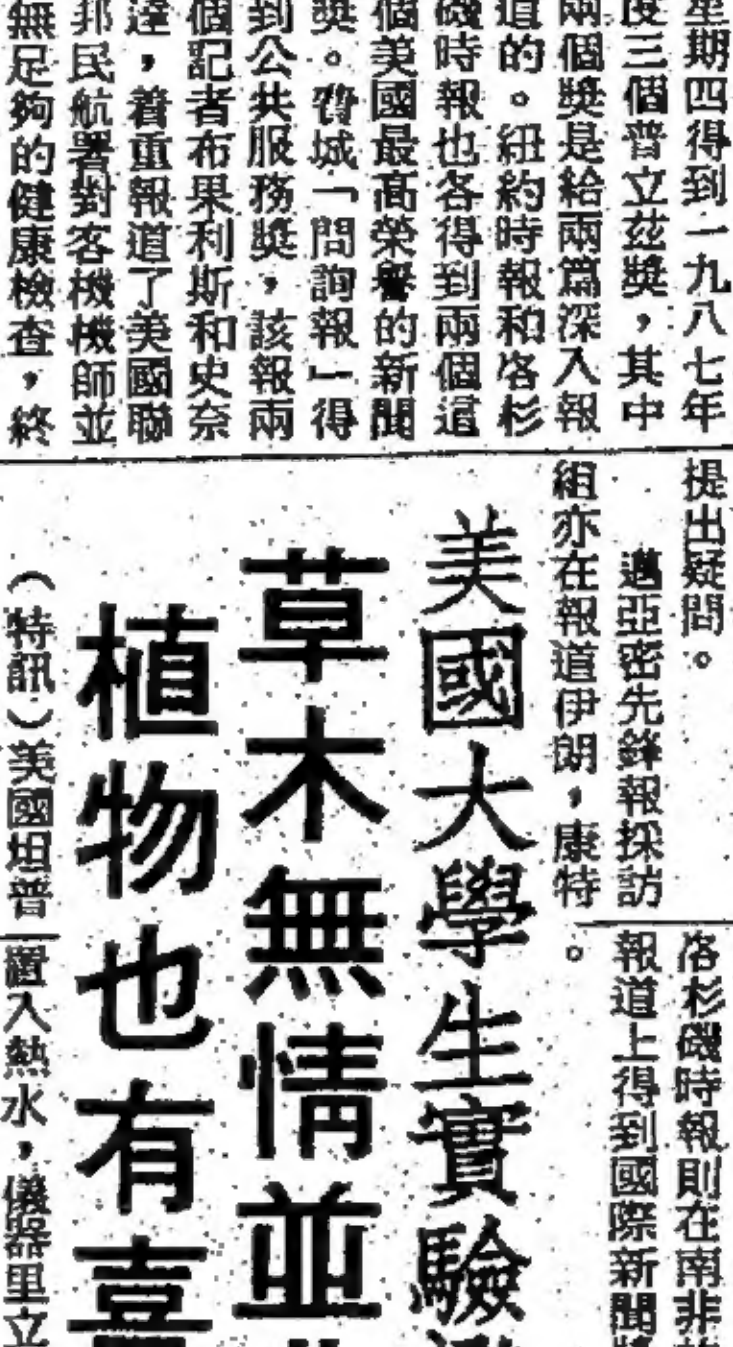 星期四得到一九八七年
度三個普立茲獎，其中
兩個獎是給兩篇深入報
道的。紐約時報和洛杉
磯時報也各得到兩個這
個美國最高榮譽的新聞
獎。費城「問詢報」得
到公共服務獎，該報兩
個記者布果利斯和史奈
達，着重報道了美國聯
邦民航署對客機機師並
無足夠的健康檢查，終
提出疑問。
邁亞密先鋒報採訪
組亦在報道伊朗，康特
洛杉磯時報則在南非
報道上得到國際新聞獎
。
美國大學生實驗
草木無情並
植物也有喜
（特訊）美國坦普
置入熱水，儀器里立